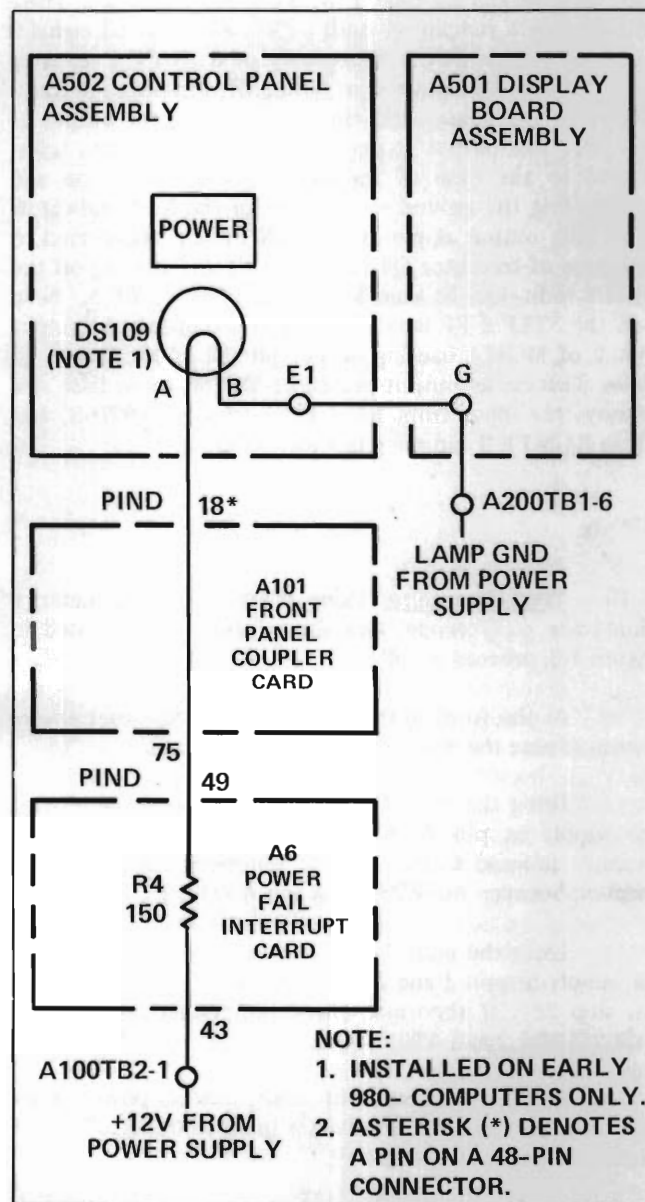 A502 CONTROL PANEL
ASSEMBLY
A501 DISPLAY
BOARD
ASSEMBLY
POWER
DS109
(NOTE 1)
A
B
E1
G
A200TB1-6
LAMP GND
FROM POWER
SUPPLY
PIND
18*
A101
FRONT
PANEL
COUPLER
CARD
75
PIND
49
R4
150
A6
POWER
FAIL
INTERRUPT
CARD
43
A100TB2-1
+12V FROM
POWER SUPPLY
NOTE:
1. INSTALLED ON EARLY
980- COMPUTERS ONLY.
2. ASTERISK (*) DENOTES
A PIN ON A 48-PIN
CONNECTOR.